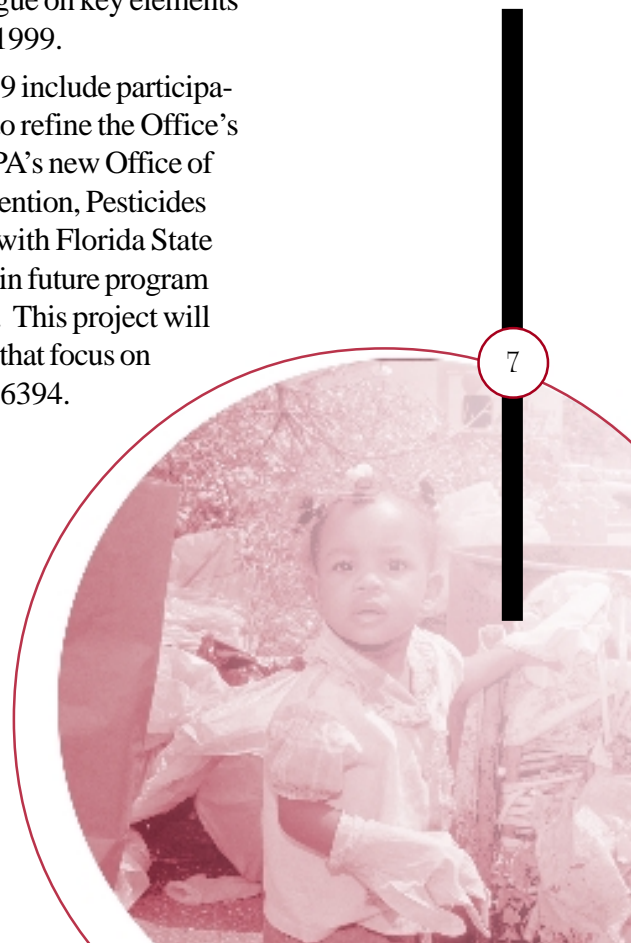 gue on key elements
1999.
9 include participa-
o refine the Office's
PA's new Office of
ention, Pesticides
with Florida State
in future program
This project will
that focus on
6394.
7